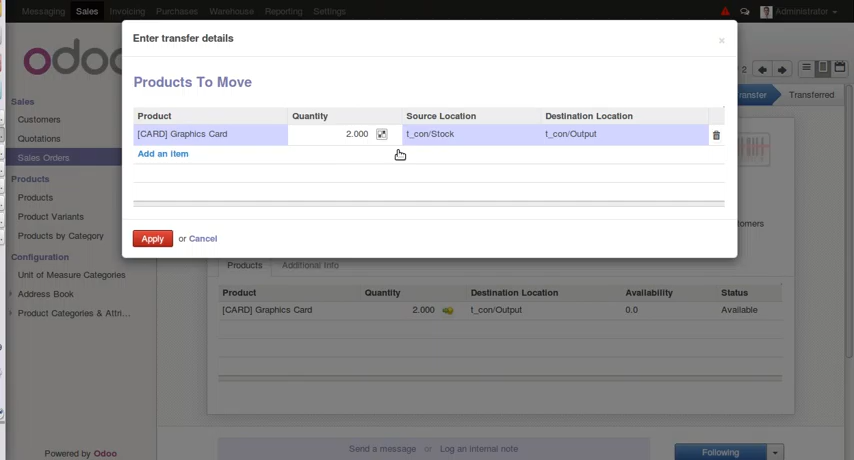 Messaging Sales Invoicing Purchases Warehouse Reporting Settings Administrator
Enter transfer details ×
Products To Move
Product Quantity Source Location Destination Location
[CARD] Graphics Card 2.000 t_con/Stock t_con/Output
Add an item
Apply or Cancel
odoo
Sales
Customers
Quotations
Sales Orders
Products
Products
Product Variants
Products by Category
Configuration
Unit of Measure Categories
Address Book
Product Categories & Attri...
Powered by Odoo
2
Transferred
Products Additional Info
Product Quantity Destination Location Availability Status
[CARD] Graphics Card 2.000 t_con/Output 0.0 Available
Send a message or Log an internal note
Following